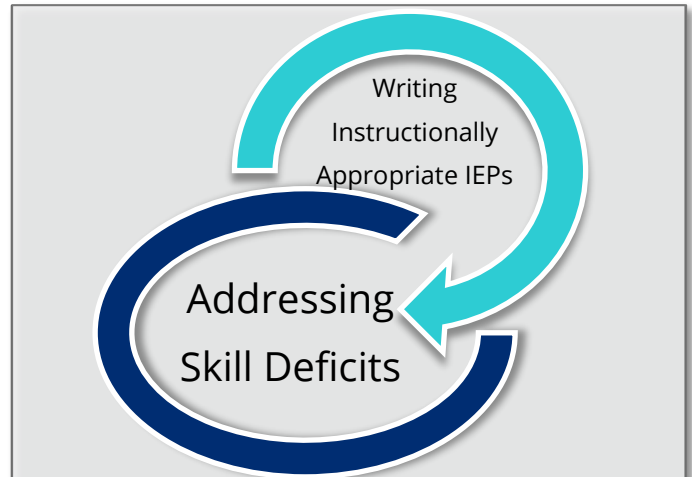 Writing
Instructionally
Appropriate IEPs
Addressing
Skill Deficits